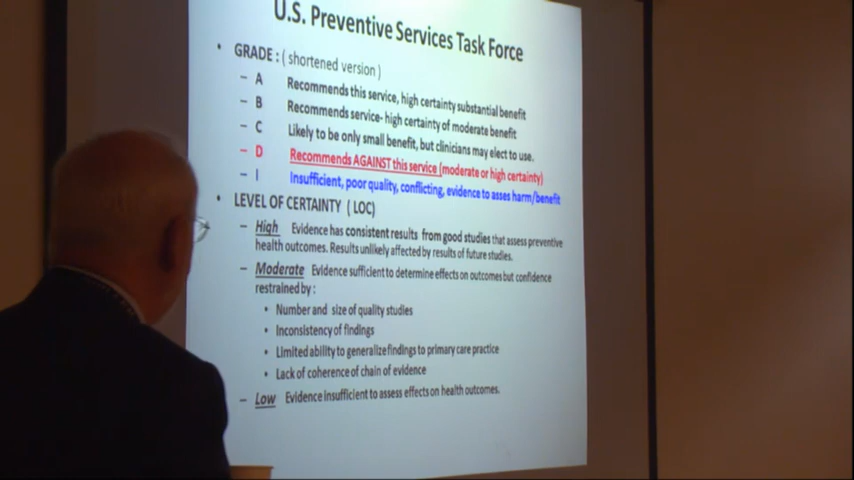 U.S. Preventive Services Task Force
• GRADE : ( shortened version )
– A Recommends this service, high certainty substantial benefit
– B Recommends service- high certainty of moderate benefit
– C Likely to be only small benefit, but clinicians may elect to use.
– D Recommends AGAINST this service (moderate or high certainty)
– I Insufficient, poor quality, conflicting, evidence to asses harm/benefit
• LEVEL OF CERTAINTY ( LOC)
– High Evidence has consistent results from good studies that assess preventive
health outcomes. Results unlikely affected by results of future studies.
– Moderate Evidence sufficient to determine effects on outcomes but confidence
restrained by :
• Number and size of quality studies
• Inconsistency of findings
• Limited ability to generalize findings to primary care practice
• Lack of coherence of chain of evidence
– Low Evidence insufficient to assess effects on health outcomes.